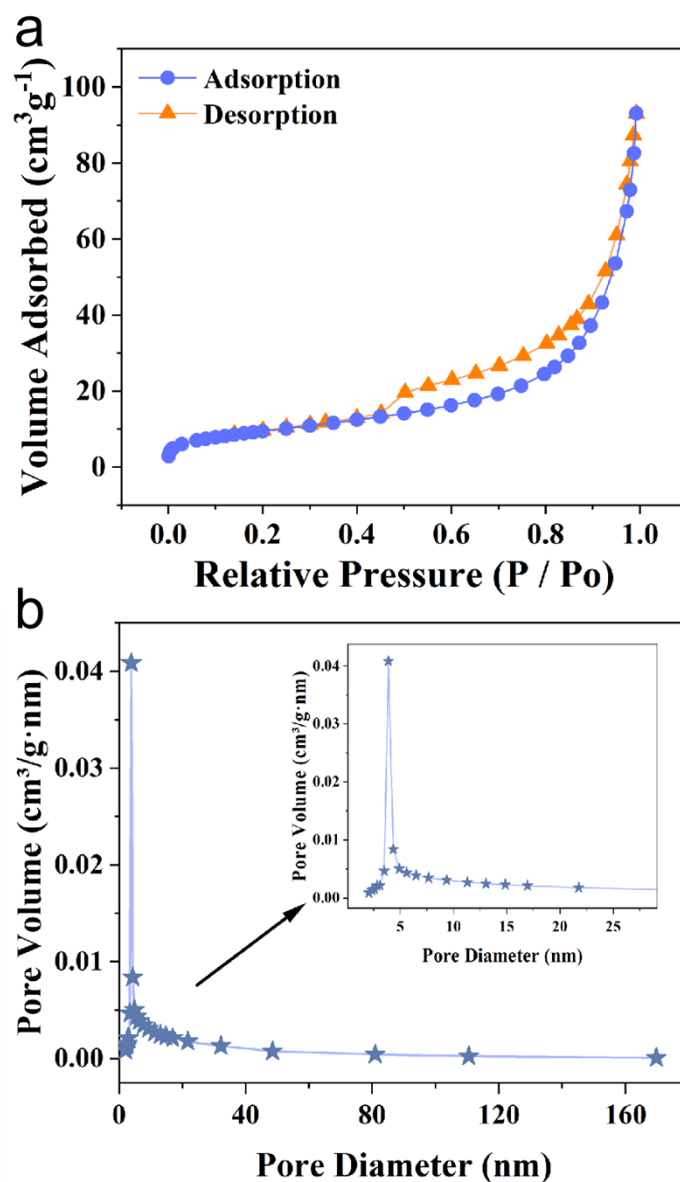 a
Adsorption
Desorption
Volume Adsorbed (cm³g⁻¹)
100
80
60
40
20
0
0.0 0.2 0.4 0.6 0.8 1.0
Relative Pressure (P / Po)
b
Pore Volume (cm³/g·nm)
0.04
0.03
0.02
0.01
0.00
0 40 80 120 160
Pore Diameter (nm)
Pore Volume (cm³/g·nm)
0.04
0.03
0.02
0.01
0.00
5 10 15 20 25
Pore Diameter (nm)